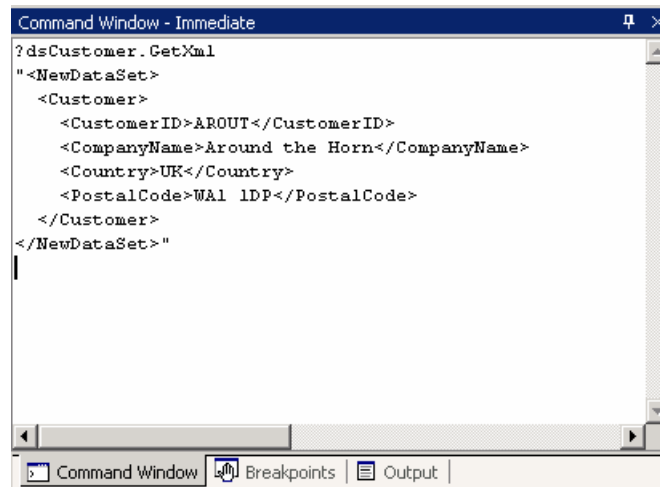 Command Window - Immediate
?dsCustomer.GetXml
"<NewDataSet>
  <Customer>
    <CustomerID>AROUT</CustomerID>
    <CompanyName>Around the Horn</CompanyName>
    <Country>UK</Country>
    <PostalCode>WA1 1DP</PostalCode>
  </Customer>
</NewDataSet>"
Command Window Breakpoints Output